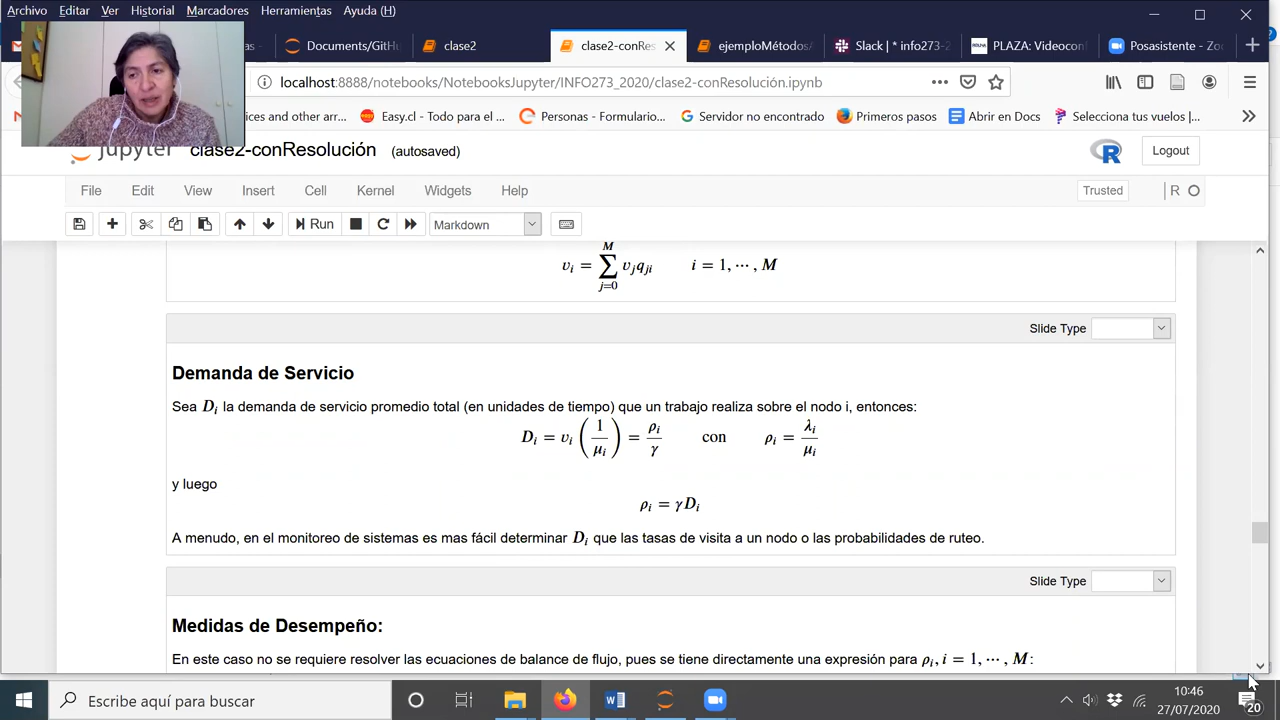 Archivo Editar Ver Historial Marcadores Herramientas Ayuda (H)
Documents/GitHu clase2 clase2-conRes ejemploMétodos/ Slack | * info273- PLAZA: Videocon Posasistente - Zoo
localhost:8888/notebooks/NotebooksJupyter/INFO273_2020/clase2-conResolución.ipynb
ices and other arr... Easy.cl - Todo para el f... Personas - Formulario... Servidor no encontrado Primeros pasos Abrir en Docs Selecciona tus vuelos |...
Jupyter clase2-conResolución (autosaved) Logout
File Edit View Insert Cell Kernel Widgets Help Trusted R
Run Markdown
v_i = \sum_{j=0}^{M} v_j q_{ji} i = 1, ⋯ , M
Slide Type
Demanda de Servicio
Sea D_i la demanda de servicio promedio total (en unidades de tiempo) que un trabajo realiza sobre el nodo i, entonces:
D_i = v_i (1/μ_i) = ρ_i/γ con ρ_i = λ_i/μ_i
y luego
ρ_i = γD_i
A menudo, en el monitoreo de sistemas es mas fácil determinar D_i que las tasas de visita a un nodo o las probabilidades de ruteo.
Slide Type
Medidas de Desempeño:
En este caso no se requiere resolver las ecuaciones de balance de flujo, pues se tiene directamente una expresión para ρ_i, i = 1, ⋯ , M:
Escribe aquí para buscar
10:46
27/07/2020
20